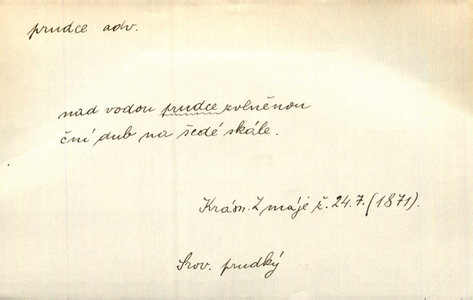 prudce adv.
nad vodou prudce zvlněnou
ční dub na šedé skále.
Krásn. Z máje ž. 24.7. (1871).
Srov. prudký